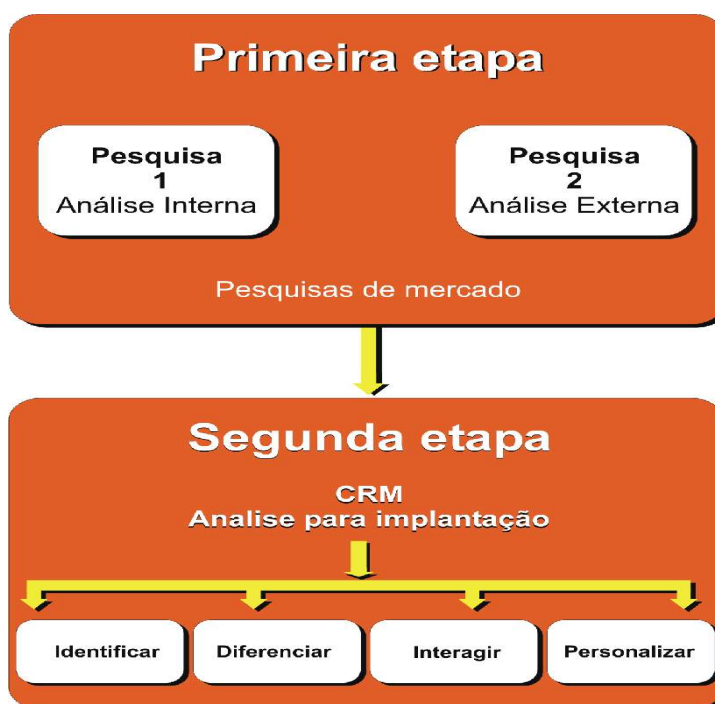 Primeira etapa
Pesquisa
1
Análise Interna
Pesquisa
2
Análise Externa
Pesquisas de mercado
Segunda etapa
CRM
Analise para implantação
Identificar
Diferenciar
Interagir
Personalizar